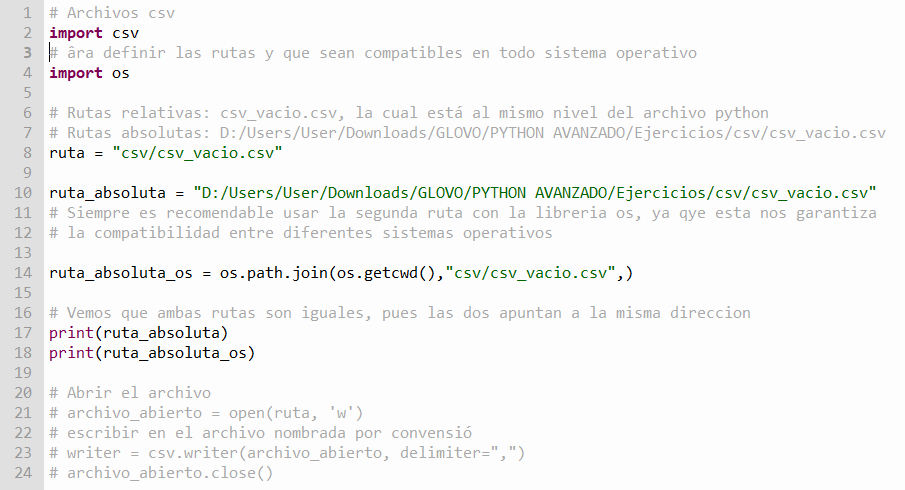 1 # Archivos csv
2 import csv
3 # âra definir las rutas y que sean compatibles en todo sistema operativo
4 import os
5
6 # Rutas relativas: csv_vacio.csv, la cual está al mismo nivel del archivo python
7 # Rutas absolutas: D:/Users/User/Downloads/GLOVO/PYTHON AVANZADO/Ejercicios/csv/csv_vacio.csv
8 ruta = "csv/csv_vacio.csv"
9
10 ruta_absoluta = "D:/Users/User/Downloads/GLOVO/PYTHON AVANZADO/Ejercicios/csv/csv_vacio.csv"
11 # Siempre es recomendable usar la segunda ruta con la libreria os, ya qye esta nos garantiza
12 # la compatibilidad entre diferentes sistemas operativos
13
14 ruta_absoluta_os = os.path.join(os.getcwd(),"csv/csv_vacio.csv",)
15
16 # Vemos que ambas rutas son iguales, pues las dos apuntan a la misma direccion
17 print(ruta_absoluta)
18 print(ruta_absoluta_os)
19
20 # Abrir el archivo
21 # archivo_abierto = open(ruta, 'w')
22 # escribir en el archivo nombrada por convensió
23 # writer = csv.writer(archivo_abierto, delimiter=",")
24 # archivo_abierto.close()